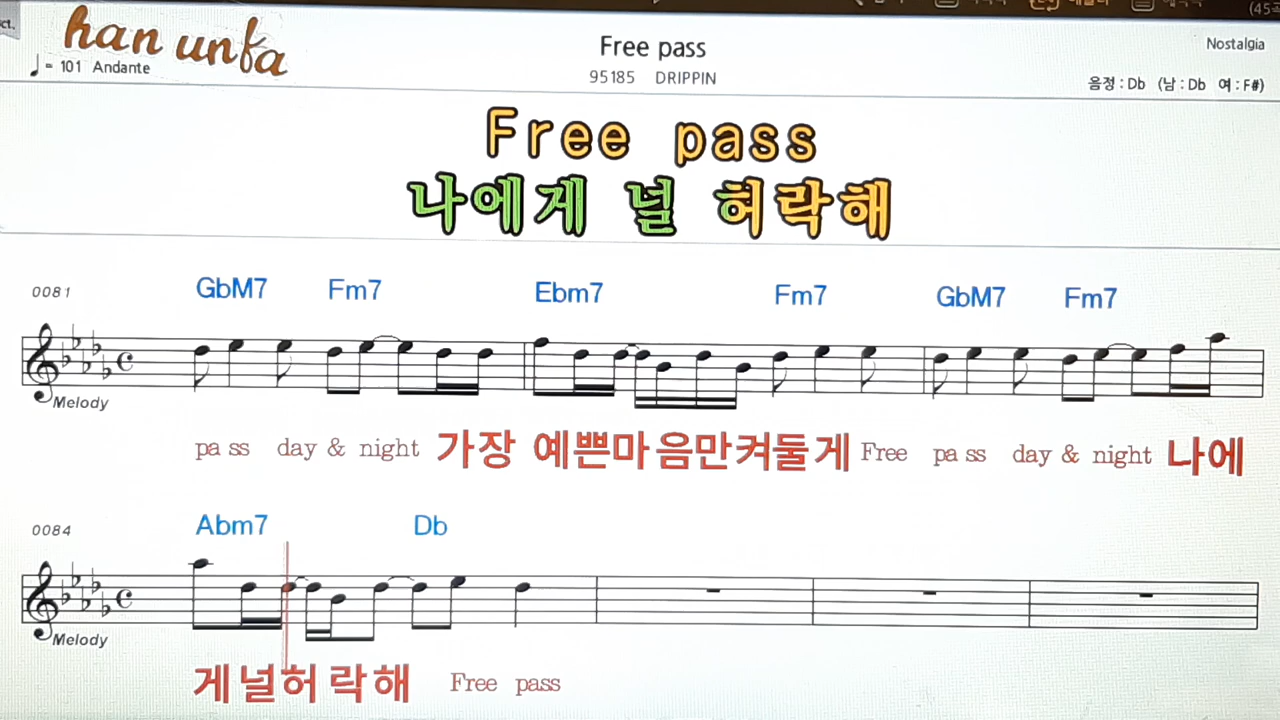 ct.
han unfa
♩= 101 Andante
Free pass
95185 DRIPPIN
Nostalgia
음정 : Db (남 : Db 여 : F#)
Free pass
나에게 널 허락해
0081
GbM7 Fm7 Ebm7 Fm7 GbM7 Fm7
Melody
pa ss day & night 가장 예쁜마 음만켜둘게 Free pa ss day & night 나에
0084
Abm7 Db
Melody
게널허 락해 Free pass